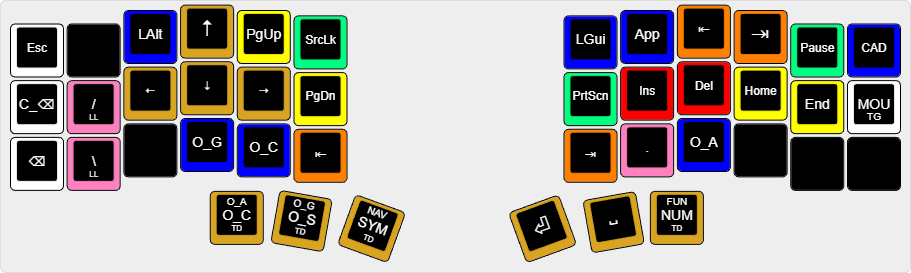 Esc
LAlt
↑
PgUp
SrcLk
LGui
App
⇤
⇥
Pause
CAD
C_⌫
/
LL
←
↓
→
PgDn
PrtScn
Ins
Del
Home
End
MOU
TG
⌫
\
LL
O_G
O_C
⇤
⇥
-
O_A
O_A
O_C
TD
O_G
O_S
TD
NAV
SYM
TD
⏎
⎵
FUN
NUM
TD